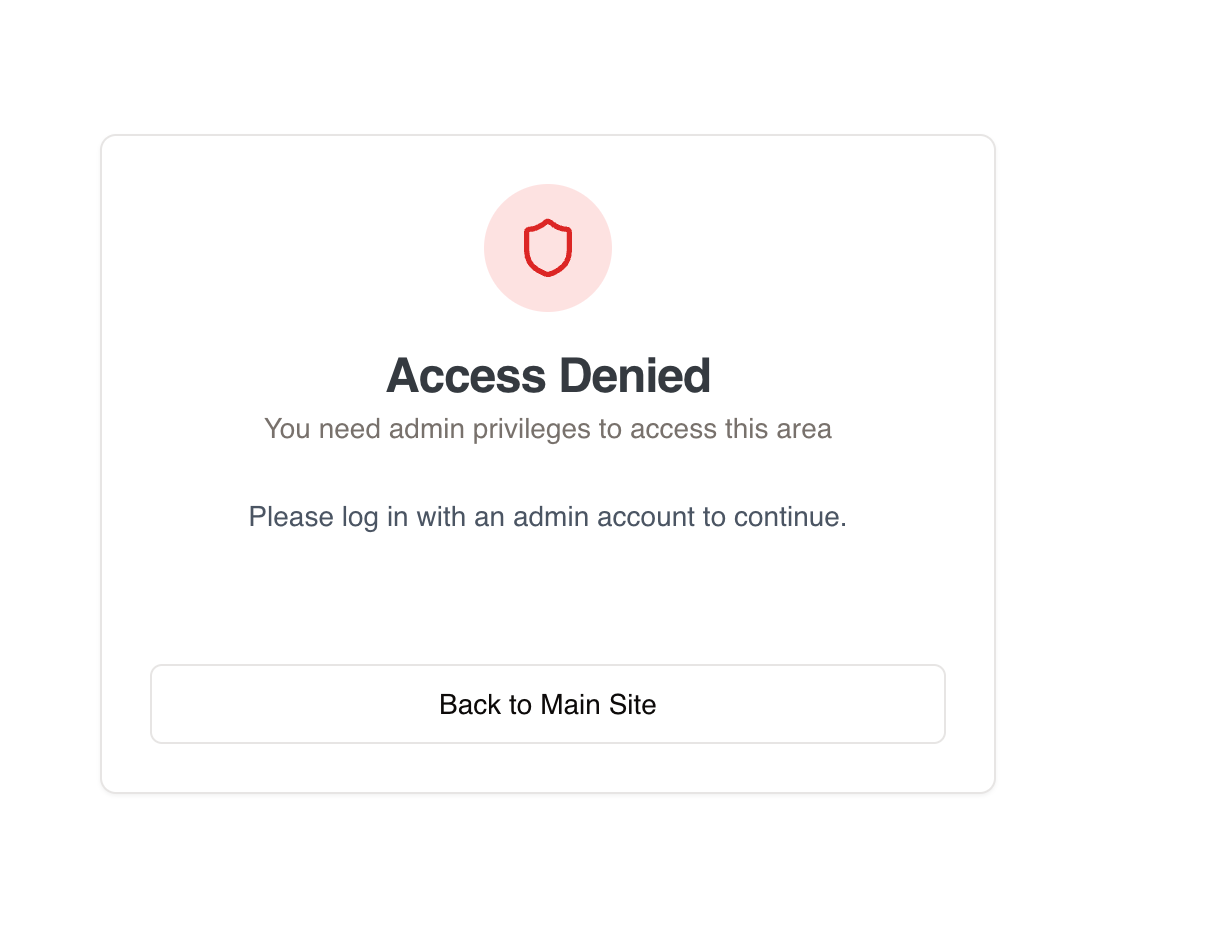 Access Denied
You need admin privileges to access this area
Please log in with an admin account to continue.
Back to Main Site